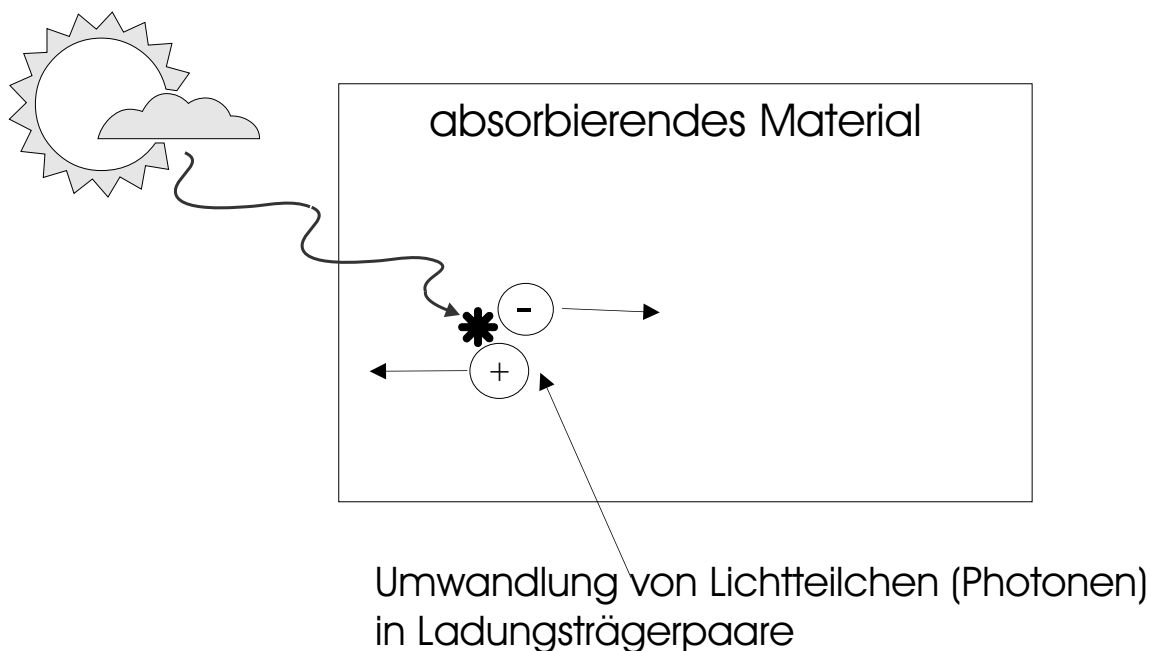 absorbierendes Material
-
+
Umwandlung von Lichtteilchen (Photonen)
in Ladungsträgerpaare